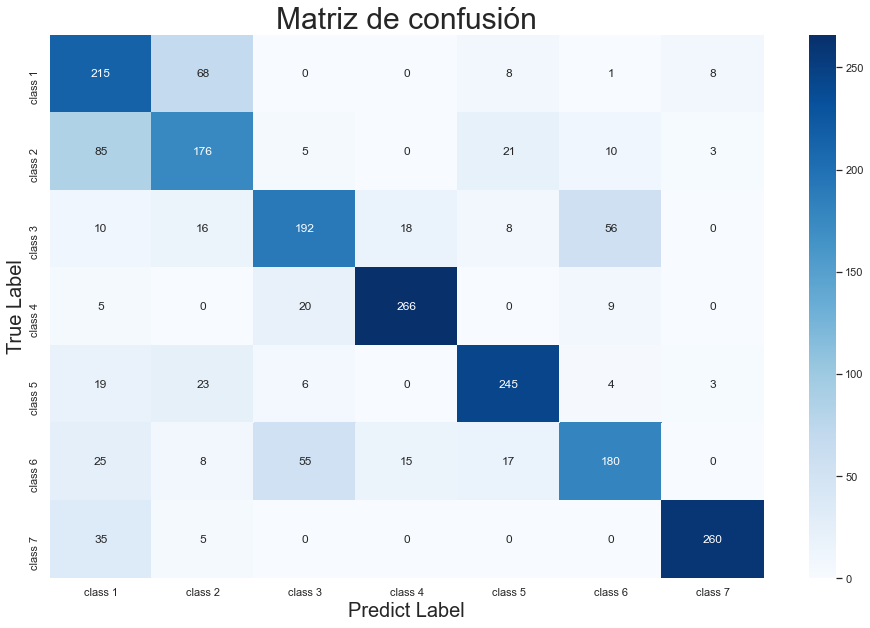 Matriz de confusión
True Label
class 1 215 68 0 0 8 1 8
class 2 85 176 5 0 21 10 3
class 3 10 16 192 18 8 56 0
class 4 5 0 20 266 0 9 0
class 5 19 23 6 0 245 4 3
class 6 25 8 55 15 17 180 0
class 7 35 5 0 0 0 0 260
class 1 class 2 class 3 class 4 class 5 class 6 class 7
Predict Label
250
200
150
100
50
0